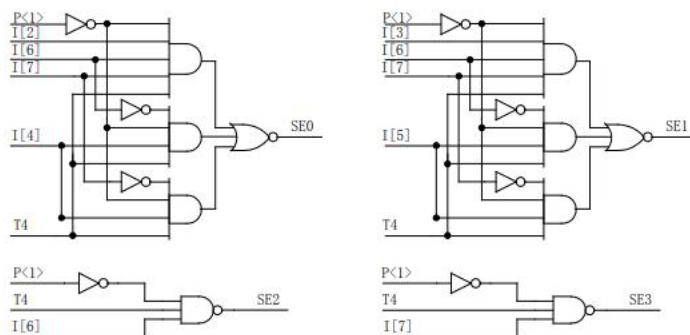 P<1>
I[2]
I[6]
I[7]
I[4]
T4
SE0
P<1>
I[3]
I[6]
I[7]
I[5]
T4
SE1
P<1>
T4
I[6]
SE2
P<1>
T4
I[7]
SE3